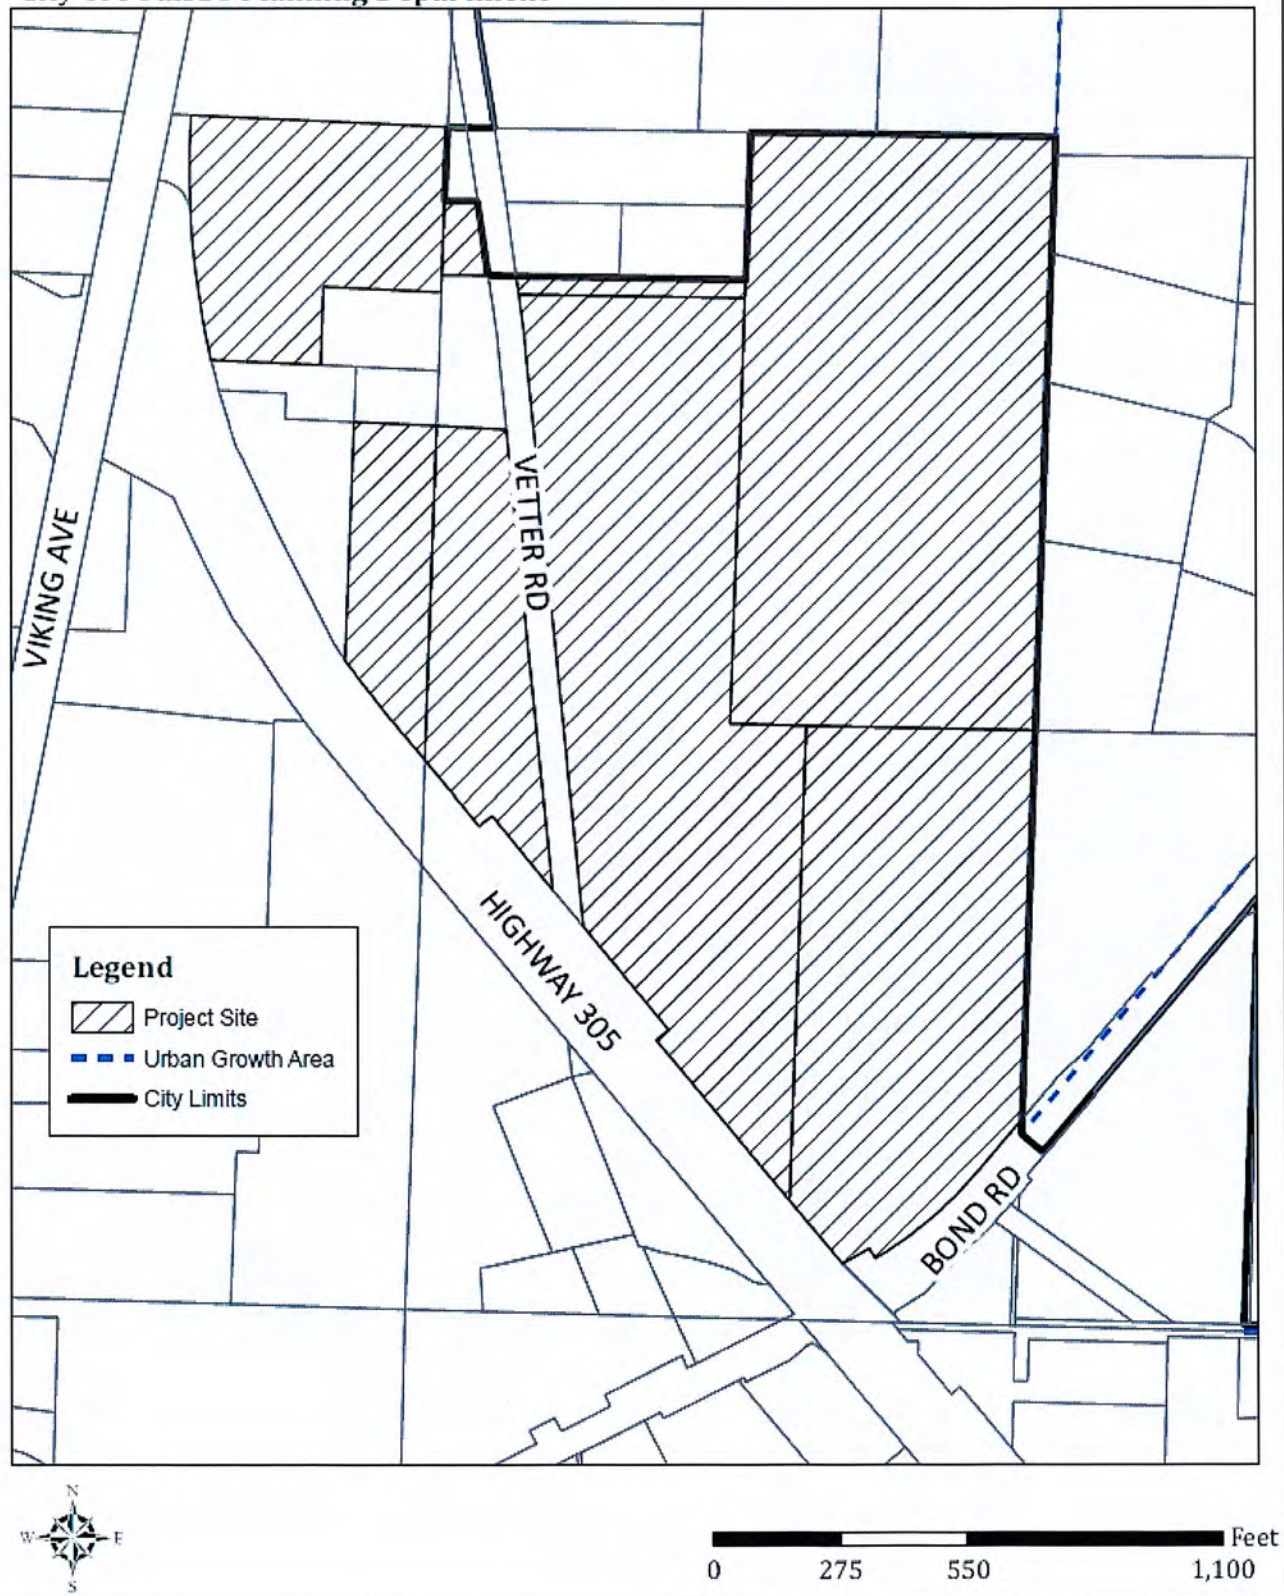 VIKING AVE
VETTER RD
HIGHWAY 305
BOND RD
Legend
Project Site
Urban Growth Area
City Limits
N
W E
S
Feet
0 275 550 1,100